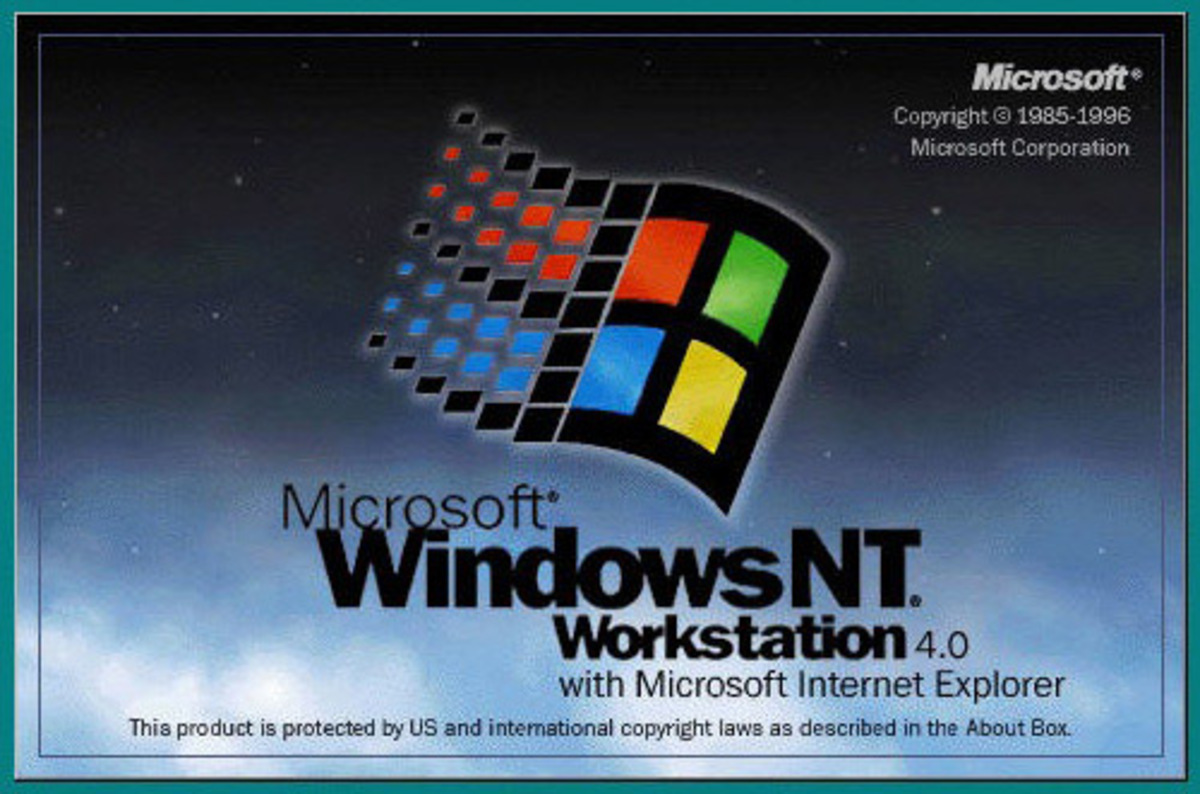 Microsoft®
Copyright © 1985-1996
Microsoft Corporation
Microsoft®
Windows NT®
Workstation 4.0
with Microsoft Internet Explorer
This product is protected by US and international copyright laws as described in the About Box.